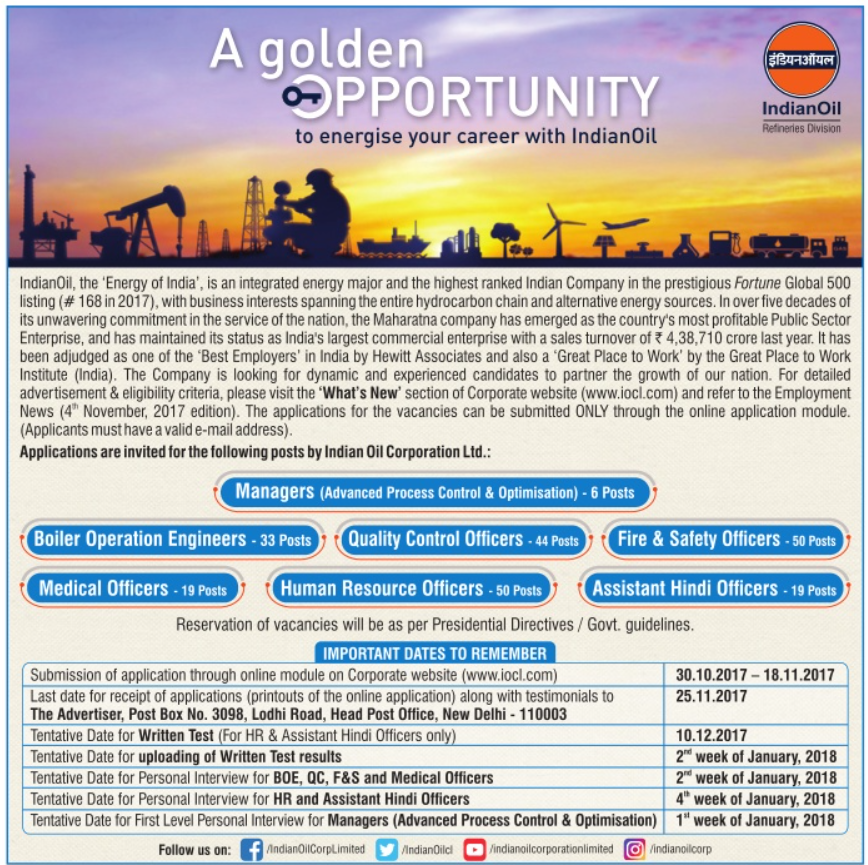 A golden
OPPORTUNITY
to energise your career with IndianOil
इंडियनऑयल
IndianOil
Refineries Division
IndianOil, the 'Energy of India', is an integrated energy major and the highest ranked Indian Company in the prestigious Fortune Global 500
listing (# 168 in 2017), with business interests spanning the entire hydrocarbon chain and alternative energy sources. In over five decades of
its unwavering commitment in the service of the nation, the Maharatna company has emerged as the country's most profitable Public Sector
Enterprise, and has maintained its status as India's largest commercial enterprise with a sales turnover of ₹ 4,38,710 crore last year. It has
been adjudged as one of the 'Best Employers' in India by Hewitt Associates and also a 'Great Place to Work' by the Great Place to Work
Institute (India). The Company is looking for dynamic and experienced candidates to partner the growth of our nation. For detailed
advertisement & eligibility criteria, please visit the 'What's New' section of Corporate website (www.iocl.com) and refer to the Employment
News (4th November, 2017 edition). The applications for the vacancies can be submitted ONLY through the online application module.
(Applicants must have a valid e-mail address).
Applications are invited for the following posts by Indian Oil Corporation Ltd.:
Managers (Advanced Process Control & Optimisation) - 6 Posts
Boiler Operation Engineers - 33 Posts Quality Control Officers - 44 Posts Fire & Safety Officers - 50 Posts
Medical Officers - 19 Posts Human Resource Officers - 50 Posts Assistant Hindi Officers - 19 Posts
Reservation of vacancies will be as per Presidential Directives / Govt. guidelines.
IMPORTANT DATES TO REMEMBER
Submission of application through online module on Corporate website (www.iocl.com) 30.10.2017 – 18.11.2017
Last date for receipt of applications (printouts of the online application) along with testimonials to 25.11.2017
The Advertiser, Post Box No. 3098, Lodhi Road, Head Post Office, New Delhi - 110003
Tentative Date for Written Test (For HR & Assistant Hindi Officers only) 10.12.2017
Tentative Date for uploading of Written Test results 2nd week of January, 2018
Tentative Date for Personal Interview for BOE, QC, F&S and Medical Officers 2nd week of January, 2018
Tentative Date for Personal Interview for HR and Assistant Hindi Officers 4th week of January, 2018
Tentative Date for First Level Personal Interview for Managers (Advanced Process Control & Optimisation) 1st week of January, 2018
Follow us on: /IndianOilCorpLimited /IndianOilcl /indianoilcorporationlimited /indianoilcorp